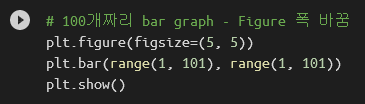 # 100개짜리 bar graph - Figure 폭 바꿈
plt.figure(figsize=(5, 5))
plt.bar(range(1, 101), range(1, 101))
plt.show()